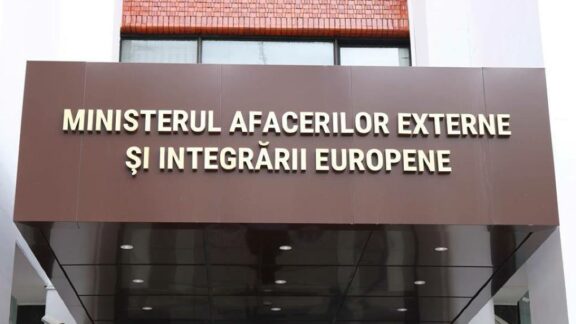 MINISTERUL AFACERILOR EXTERNE
ŞI INTEGRĂRII EUROPENE